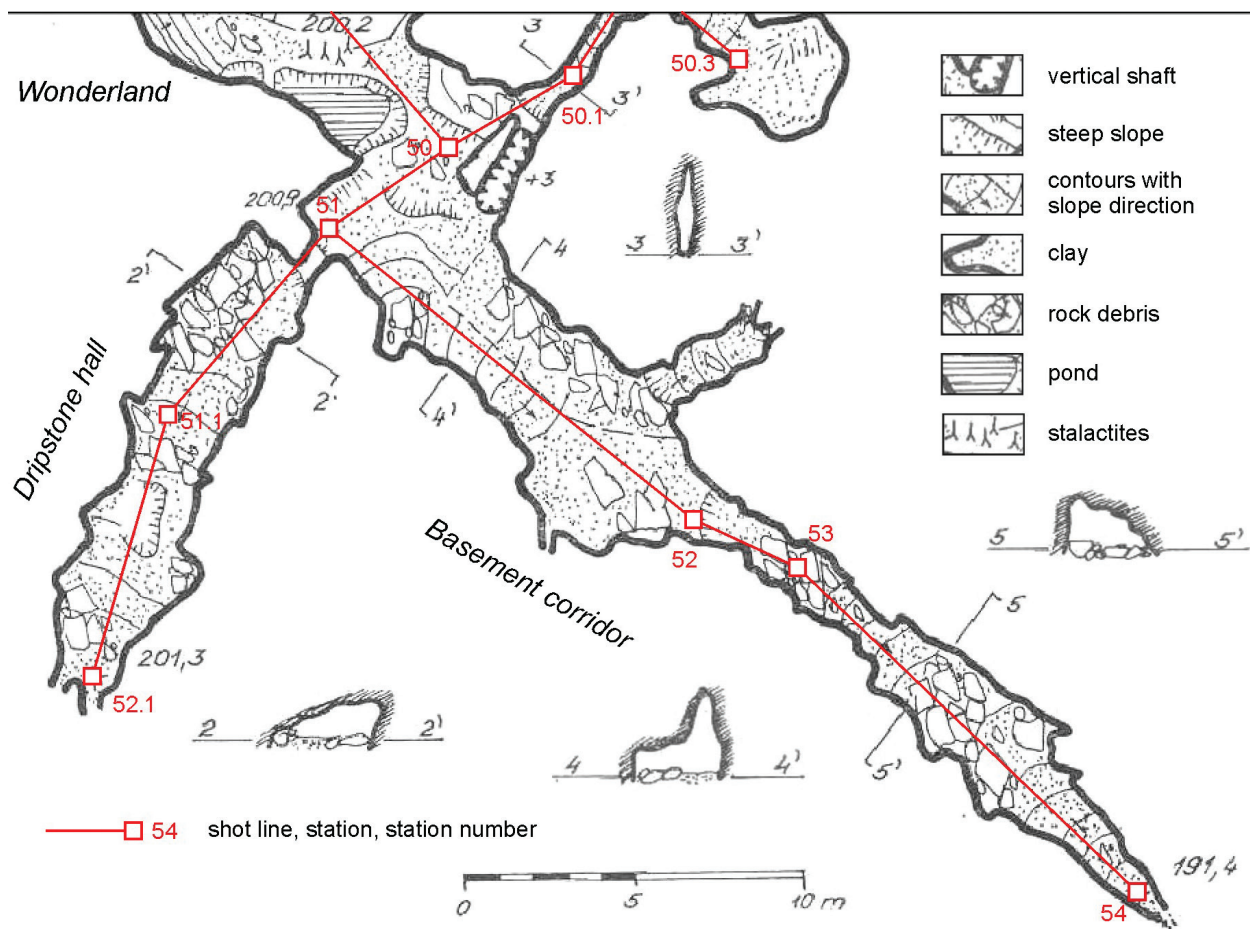 200,2
3
Wonderland
50.3
3'
50.1
50
+3
200,9
51
4
3
3'
2'
2
4'
51.1
Dripstone hall
Basement corridor
52
53
5
5'
201,3
52.1
2
2'
4
4'
5
5'
191,4
54
vertical shaft
steep slope
contours with
slope direction
clay
rock debris
pond
stalactites
54 shot line, station, station number
0
5
10 m